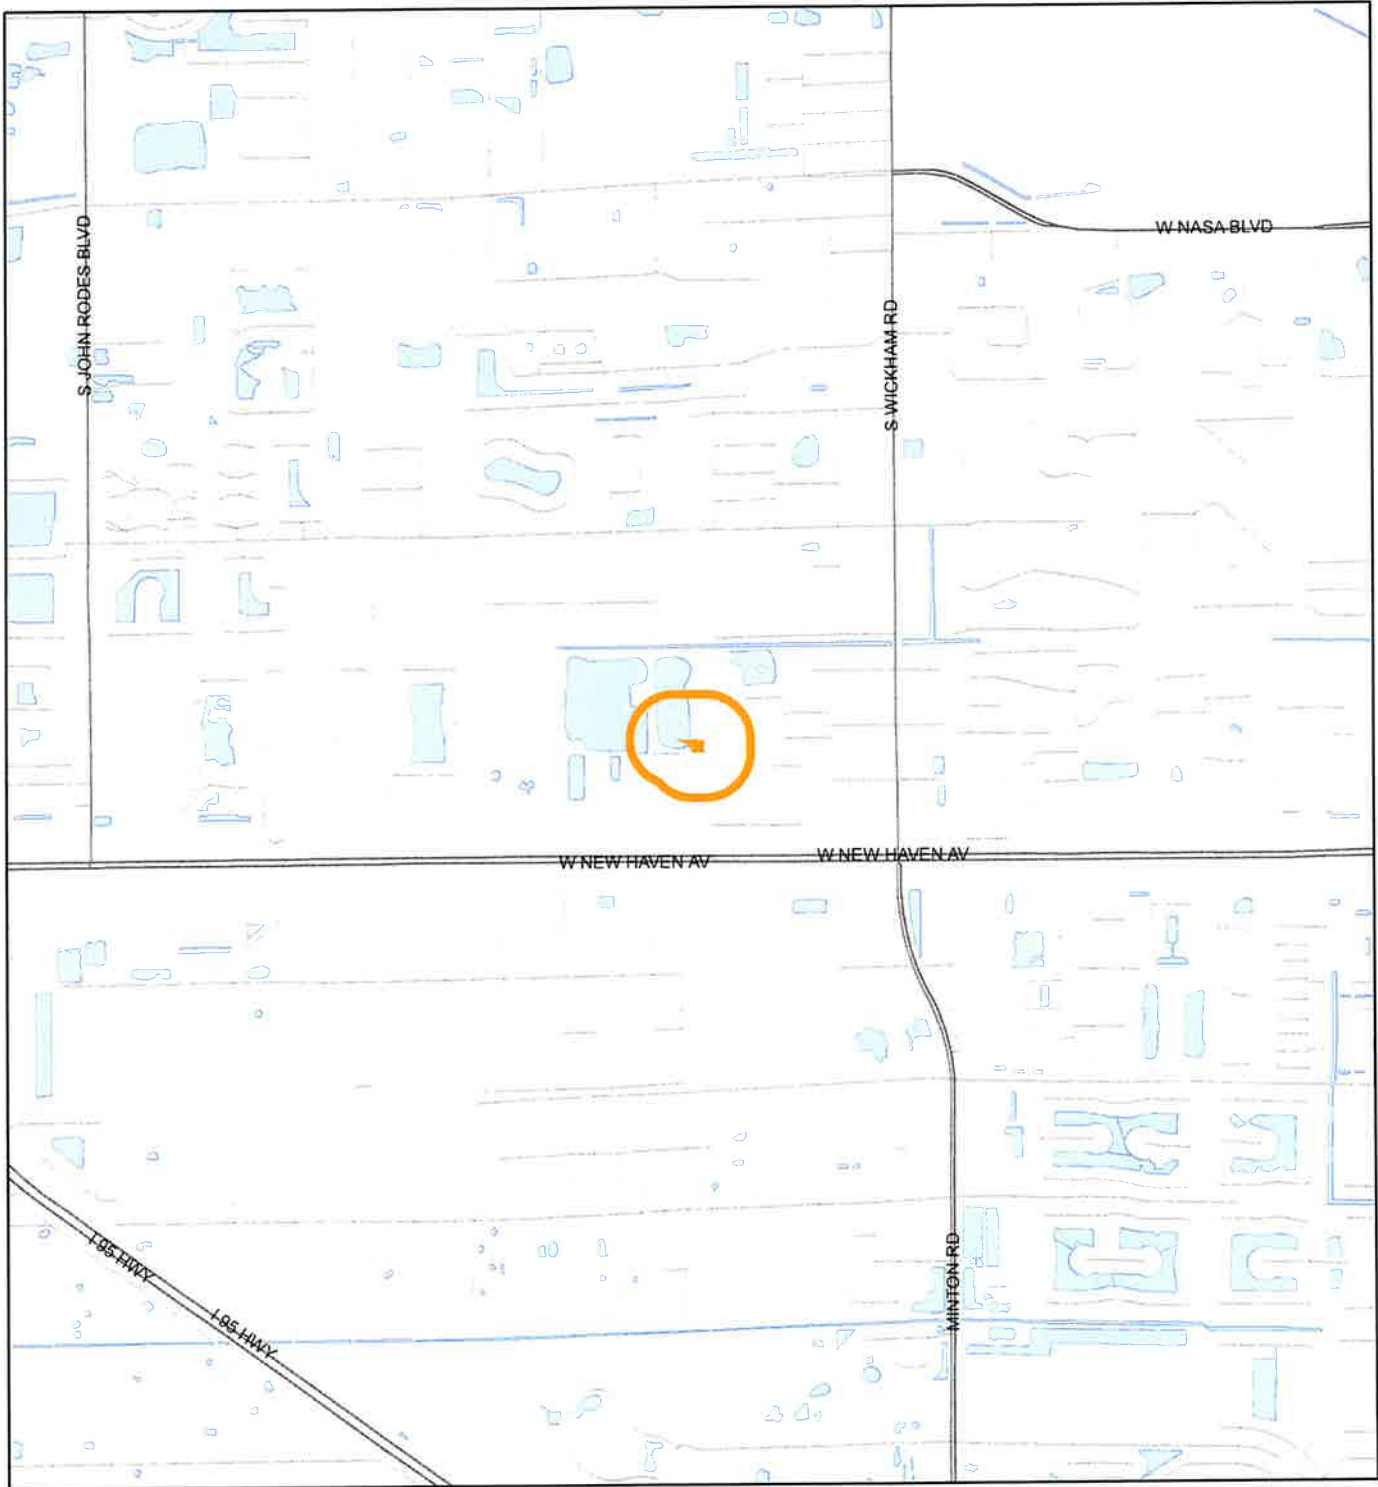 W NASA BLVD
S JOHN RODES BLVD
S WICKHAM RD
W NEW HAVEN AV
W NEW HAVEN AV
MINTON RD
I 95 HWY
I 95 HWY